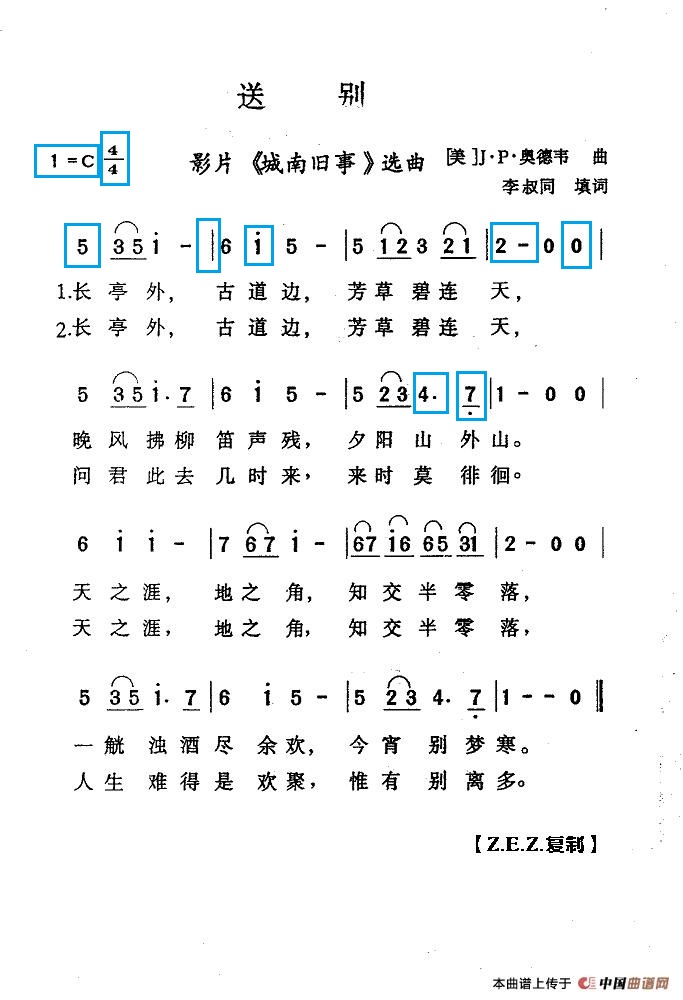 送 别
1=C 4/4
影片《城南旧事》选曲 [美]J·P·奥德韦 曲
李叔同 填词
5 3 5 i - | 6 i 5 - | 5 1 2 3 2 1 | 2 - 0 0 |
1.长 亭 外， 古 道 边， 芳 草 碧 连 天，
2.长 亭 外， 古 道 边， 芳 草 碧 连 天，
5 3 5 i. 7 | 6 i 5 - | 5 2 3 4. 7̣ | 1 - 0 0 |
晚 风 拂 柳 笛 声 残， 夕 阳 山 外 山。
问 君 此 去 几 时 来， 来 时 莫 徘 徊。
6 i i - | 7 6 7 i - | 6 7 i 6 6 5 3 1 | 2 - 0 0 |
天 之 涯， 地 之 角， 知 交 半 零 落，
天 之 涯， 地 之 角， 知 交 半 零 落，
5 3 5 i. 7 | 6 i 5 - | 5 2 3 4. 7̣ | 1 - - 0 ‖
一 觥 浊 酒 尽 余 欢， 今 宵 别 梦 寒。
人 生 难 得 是 欢 聚， 惟 有 别 离 多。
【Z.E.Z.复制】
本曲谱上传于 中国曲谱网